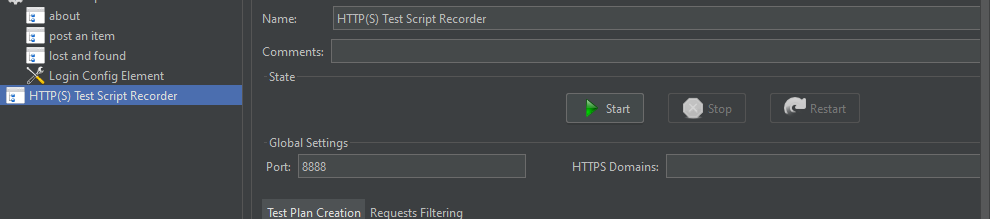 about
post an item
lost and found
Login Config Element
HTTP(S) Test Script Recorder
Name: HTTP(S) Test Script Recorder
Comments:
State
Start Stop Restart
Global Settings
Port: 8888 HTTPS Domains:
Test Plan Creation Requests Filtering